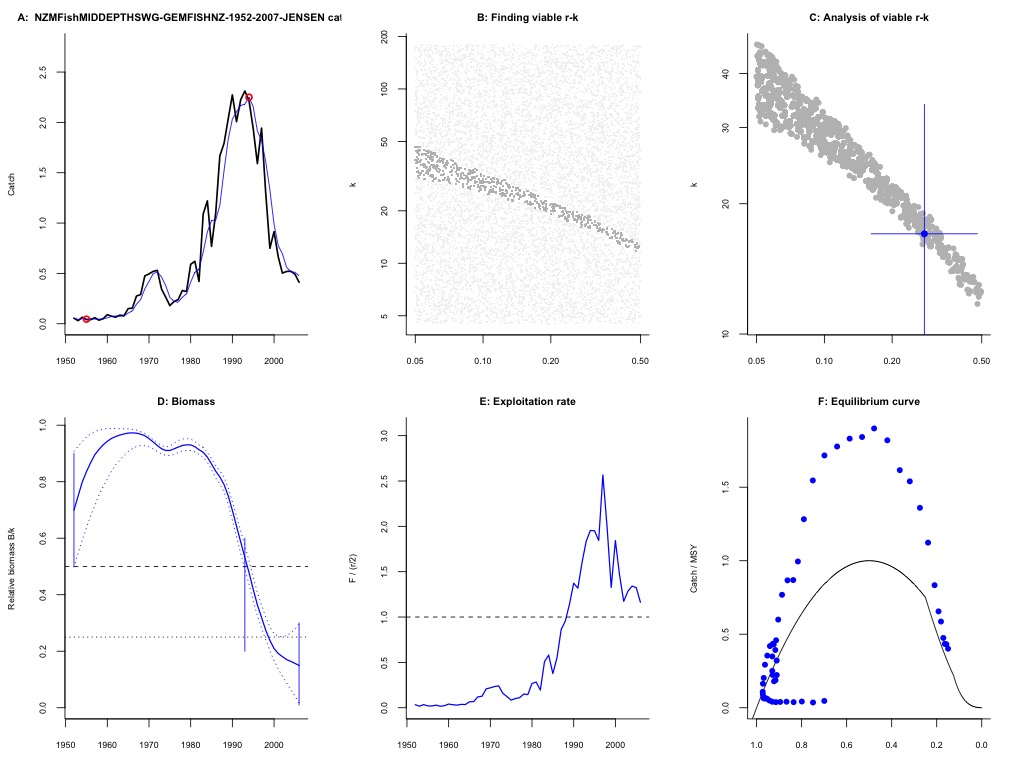 A: NZMFishMIDDEPTHSWG-GEMFISHNZ-1952-2007-JENSEN cat
Catch
0.0 0.5 1.0 1.5 2.0 2.5
1950 1960 1970 1980 1990 2000
B: Finding viable r-k
k
5 10 20 50 100 200
0.05 0.10 0.20 0.50
C: Analysis of viable r-k
k
10 20 30 40
0.05 0.10 0.20 0.50
D: Biomass
Relative biomass B/k
0.0 0.2 0.4 0.6 0.8 1.0
1950 1960 1970 1980 1990 2000
E: Exploitation rate
F / (r/2)
0.0 0.5 1.0 1.5 2.0 2.5 3.0
1950 1960 1970 1980 1990 2000
F: Equilibrium curve
Catch / MSY
0.0 0.5 1.0 1.5
1.0 0.8 0.6 0.4 0.2 0.0